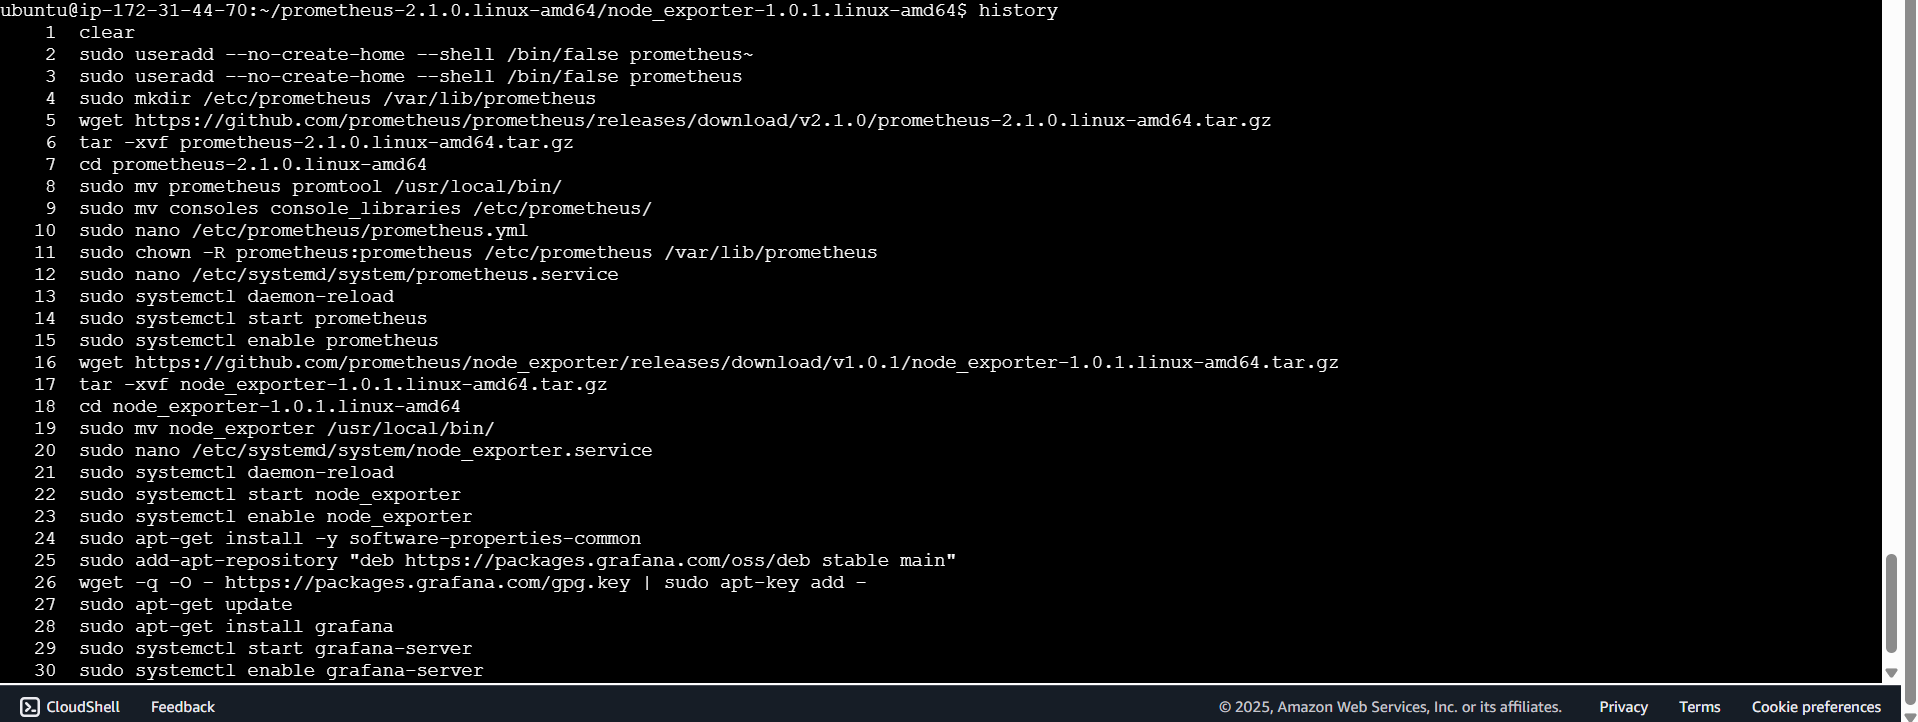 ubuntu@ip-172-31-44-70:~/prometheus-2.1.0.linux-amd64/node_exporter-1.0.1.linux-amd64$ history
1 clear
2 sudo useradd --no-create-home --shell /bin/false prometheus~
3 sudo useradd --no-create-home --shell /bin/false prometheus
4 sudo mkdir /etc/prometheus /var/lib/prometheus
5 wget https://github.com/prometheus/prometheus/releases/download/v2.1.0/prometheus-2.1.0.linux-amd64.tar.gz
6 tar -xvf prometheus-2.1.0.linux-amd64.tar.gz
7 cd prometheus-2.1.0.linux-amd64
8 sudo mv prometheus promtool /usr/local/bin/
9 sudo mv consoles console_libraries /etc/prometheus/
10 sudo nano /etc/prometheus/prometheus.yml
11 sudo chown -R prometheus:prometheus /etc/prometheus /var/lib/prometheus
12 sudo nano /etc/systemd/system/prometheus.service
13 sudo systemctl daemon-reload
14 sudo systemctl start prometheus
15 sudo systemctl enable prometheus
16 wget https://github.com/prometheus/node_exporter/releases/download/v1.0.1/node_exporter-1.0.1.linux-amd64.tar.gz
17 tar -xvf node_exporter-1.0.1.linux-amd64.tar.gz
18 cd node_exporter-1.0.1.linux-amd64
19 sudo mv node_exporter /usr/local/bin/
20 sudo nano /etc/systemd/system/node_exporter.service
21 sudo systemctl daemon-reload
22 sudo systemctl start node_exporter
23 sudo systemctl enable node_exporter
24 sudo apt-get install -y software-properties-common
25 sudo add-apt-repository "deb https://packages.grafana.com/oss/deb stable main"
26 wget -q -O - https://packages.grafana.com/gpg.key | sudo apt-key add -
27 sudo apt-get update
28 sudo apt-get install grafana
29 sudo systemctl start grafana-server
30 sudo systemctl enable grafana-server
CloudShell Feedback © 2025, Amazon Web Services, Inc. or its affiliates. Privacy Terms Cookie preferences